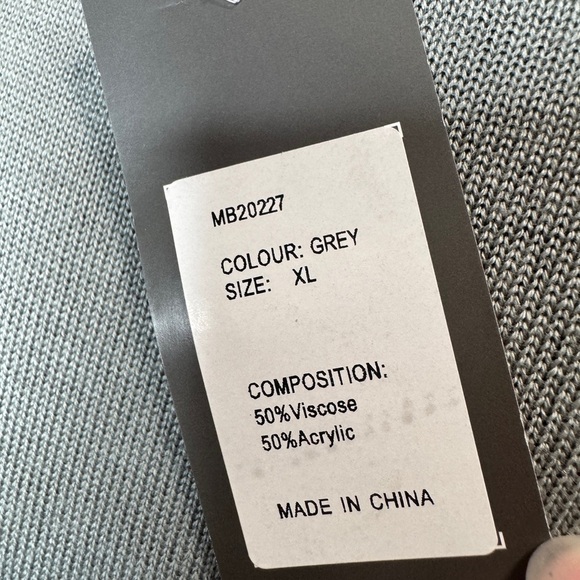 MB20227
COLOUR: GREY
SIZE: XL
COMPOSITION:
50%Viscose
50%Acrylic
MADE IN CHINA